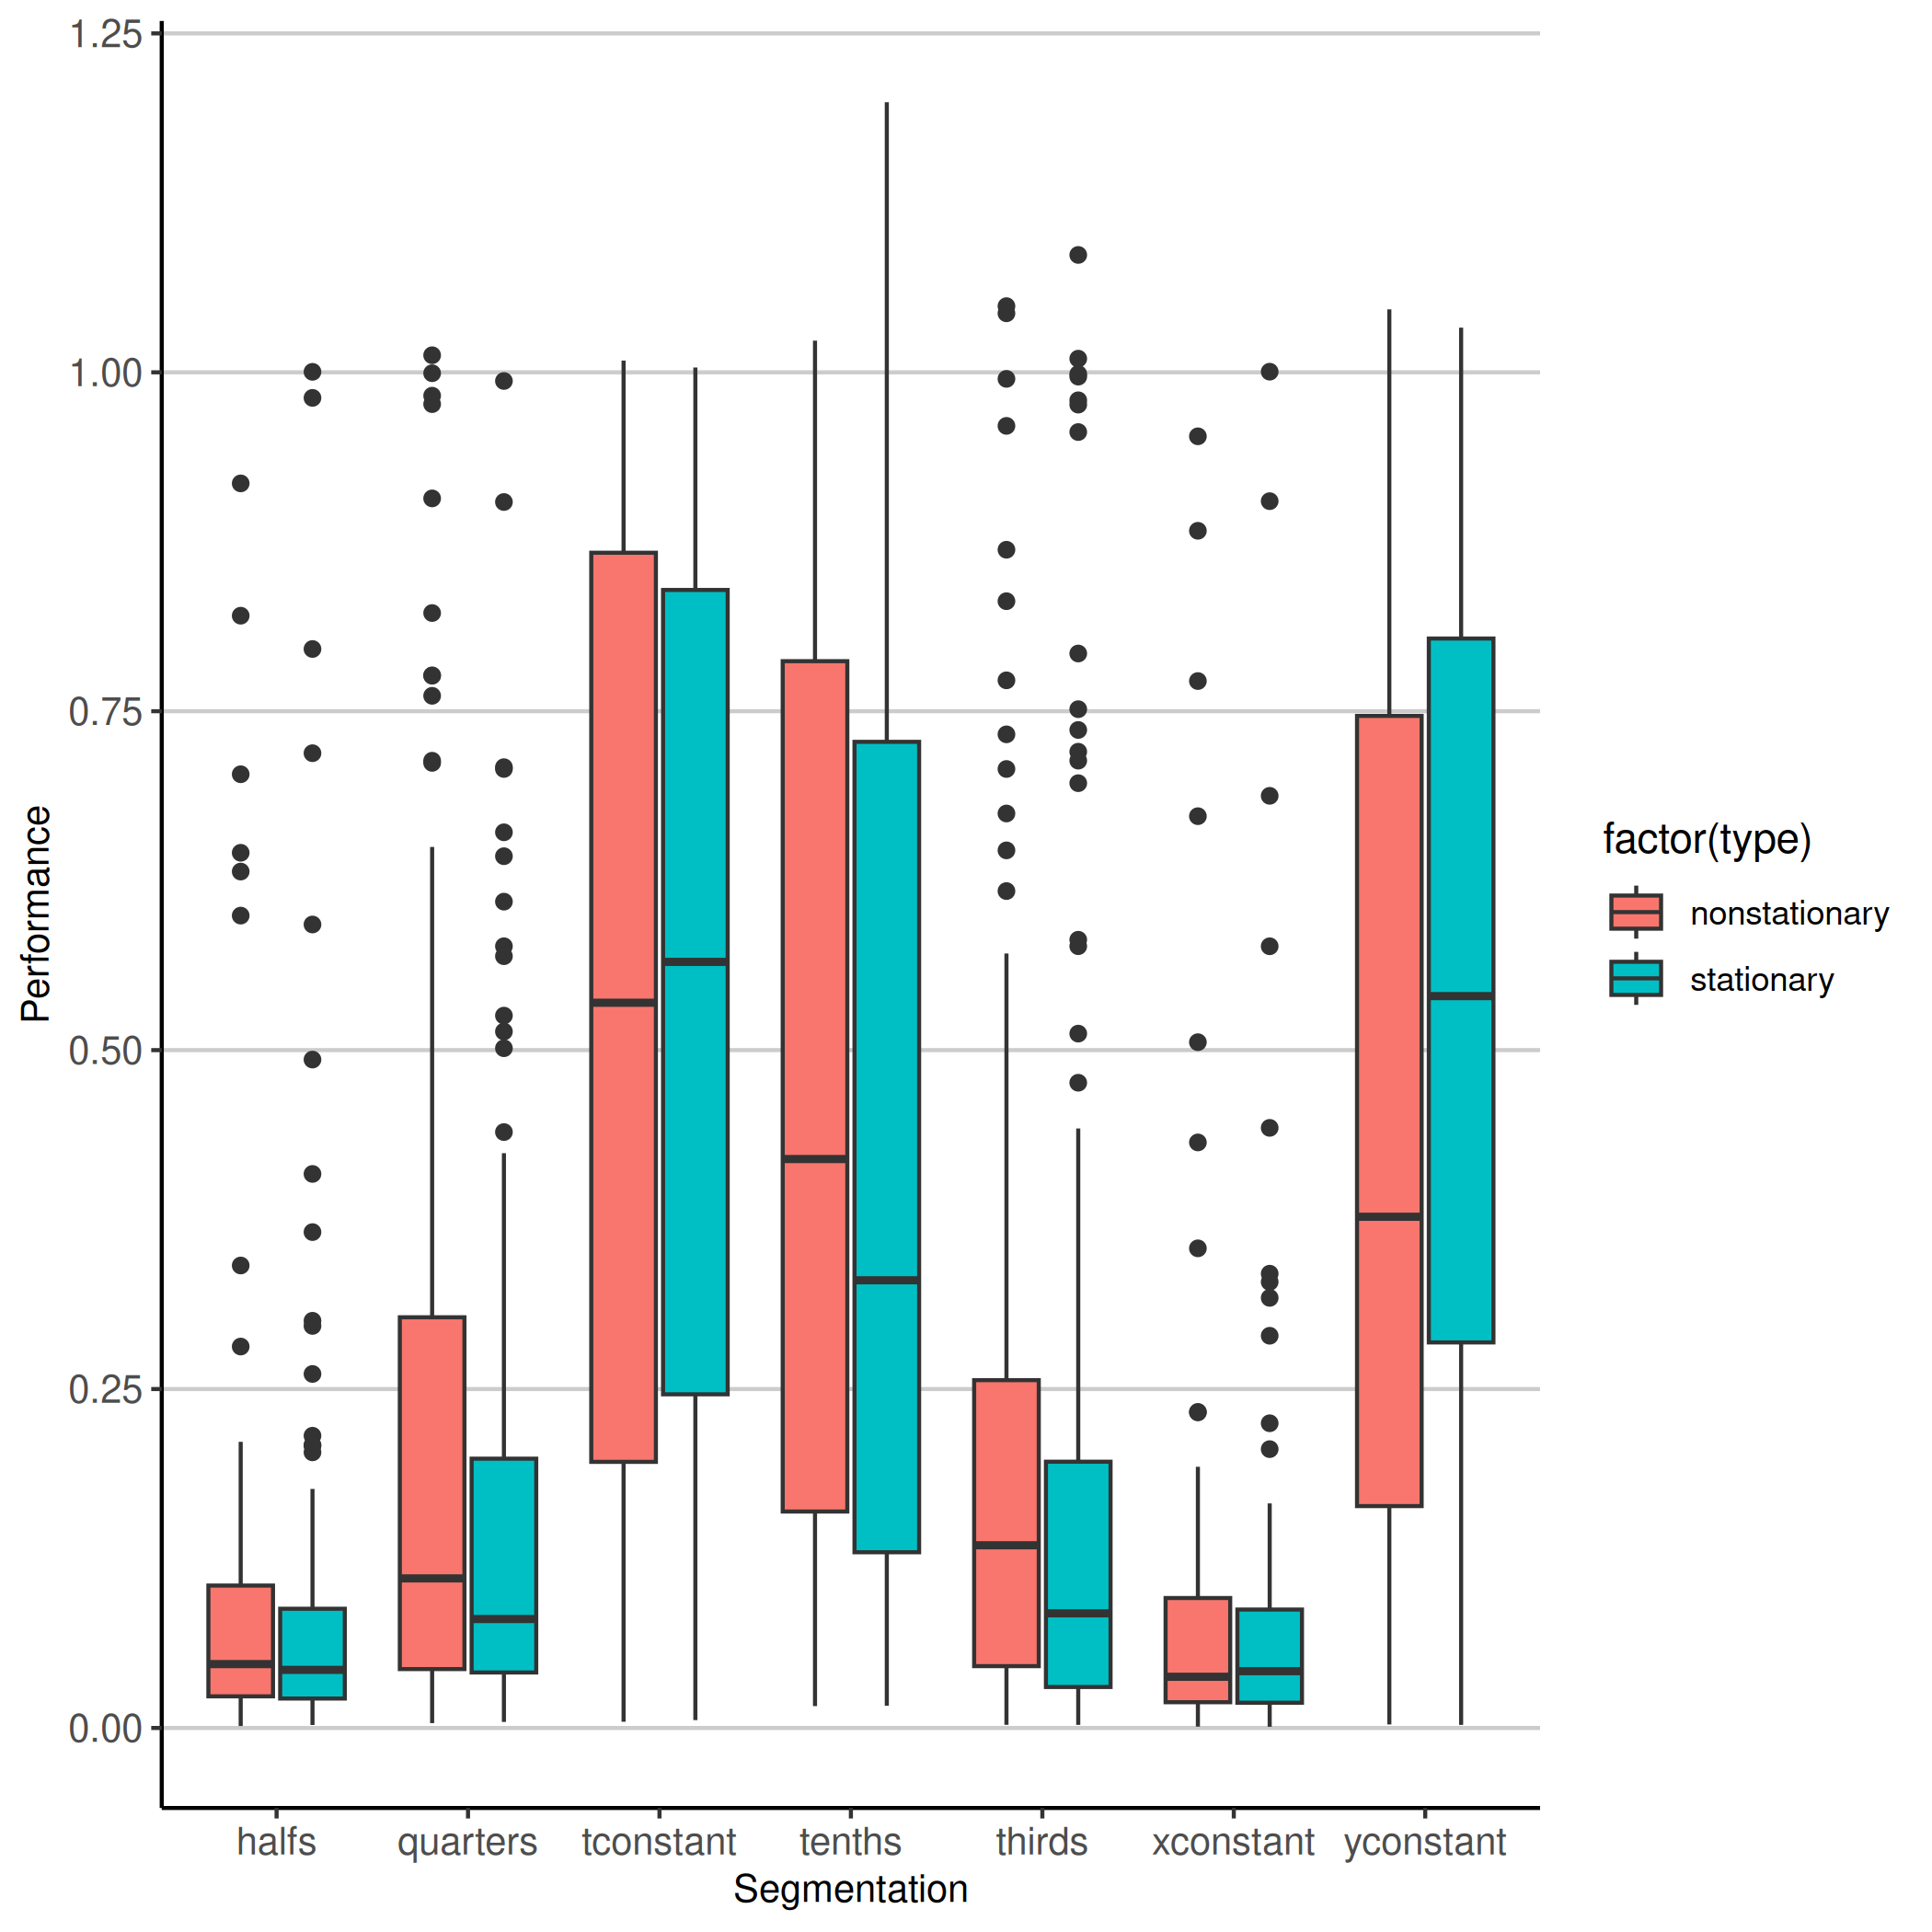 1.25
1.00
0.75
0.50
0.25
0.00
Performance
halfs quarters tconstant tenths thirds xconstant yconstant
Segmentation
factor(type)
nonstationary
stationary